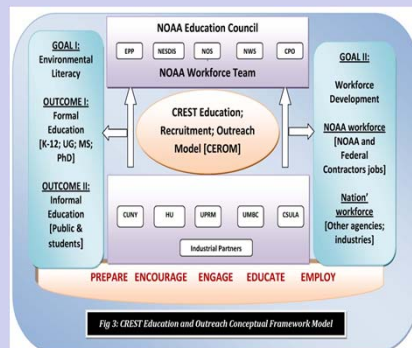 NOAA Education Council
EPP
NESDIS
NOS
NWS
CPO
NOAA Workforce Team
GOAL I:
Environmental
Literacy
OUTCOME I:
Formal
Education
[K-12; UG; MS;
PhD]
OUTCOME II:
Informal
Education
[Public &
students]
CREST Education;
Recruitment; Outreach
Model [CEROM]
GOAL II:
Workforce
Development
NOAA workforce
[NOAA and
Federal
Contractors jobs]
Nation'
workforce
[Other agencies;
industries]
CUNY
HU
UPRM
UMBC
CSULA
Industrial Partners
PREPARE ENCOURAGE ENGAGE EDUCATE EMPLOY
Fig 3: CREST Education and Outreach Conceptual Framework Model